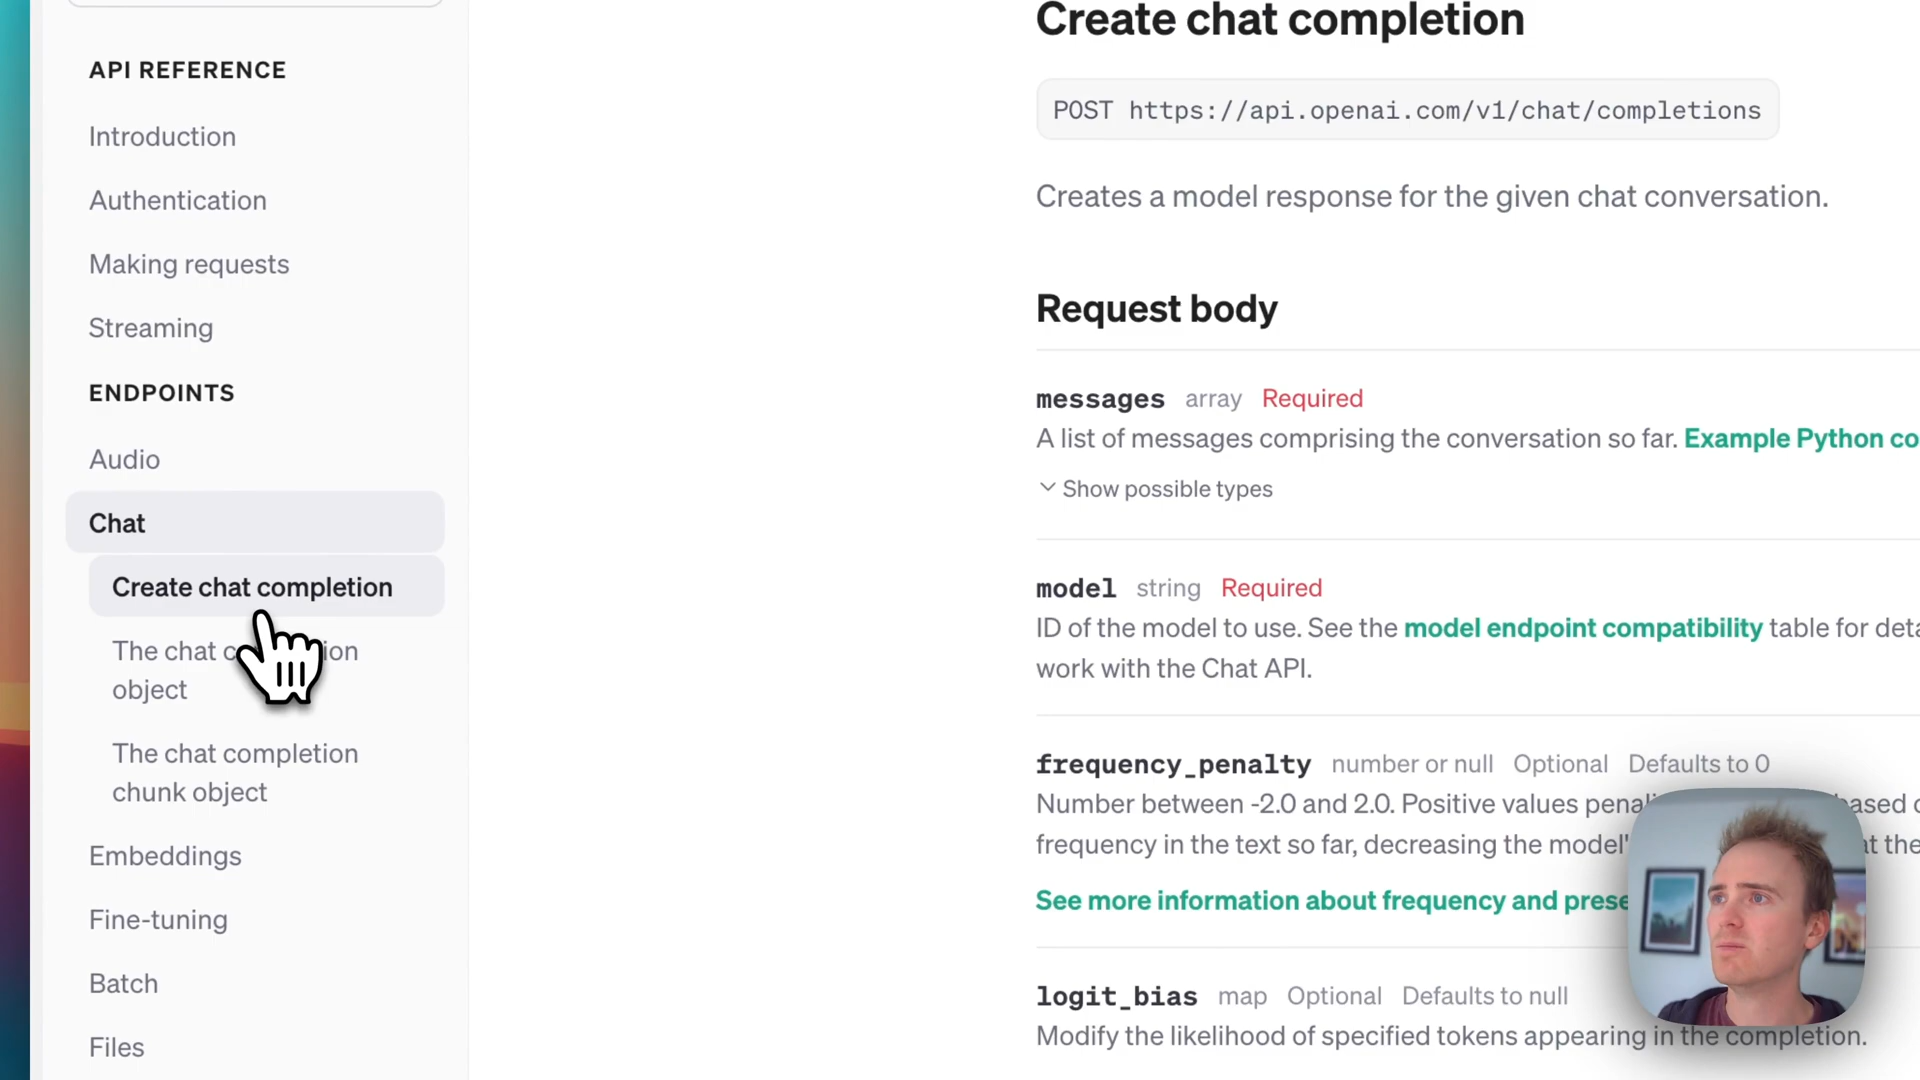 API REFERENCE
Introduction
Authentication
Making requests
Streaming
ENDPOINTS
Audio
Chat
Create chat completion
The chat c ion
object
The chat completion
chunk object
Embeddings
Fine-tuning
Batch
Files
Create chat completion
POST https://api.openai.com/v1/chat/completions
Creates a model response for the given chat conversation.
Request body
messages array Required
A list of messages comprising the conversation so far. Example Python co
Show possible types
model string Required
ID of the model to use. See the model endpoint compatibility table for deta
work with the Chat API.
frequency_penalty number or null Optional Defaults to 0
Number between -2.0 and 2.0. Positive values penal ased o
frequency in the text so far, decreasing the model' at the
See more information about frequency and prese
logit_bias map Optional Defaults to null
Modify the likelihood of specified tokens appearing in the completion.